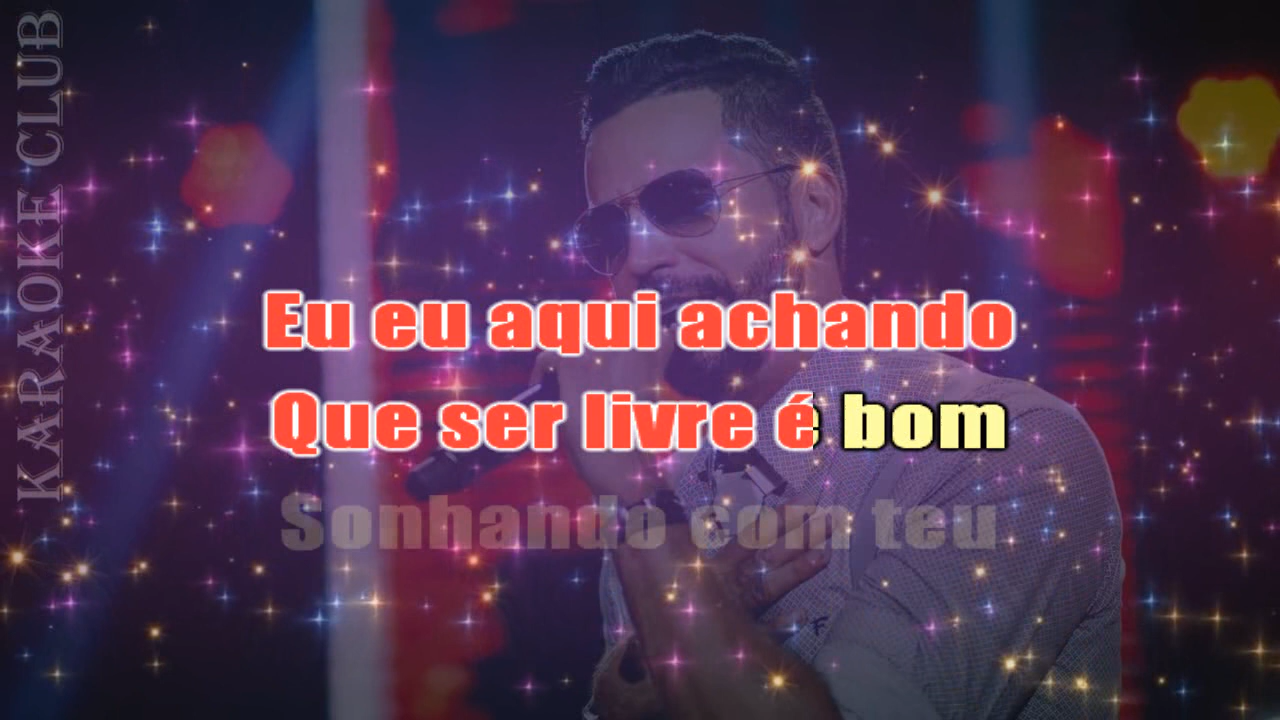 KARAOKE CLUB
Eu eu aqui achando
Que ser livre é bom
Sonhando com teu